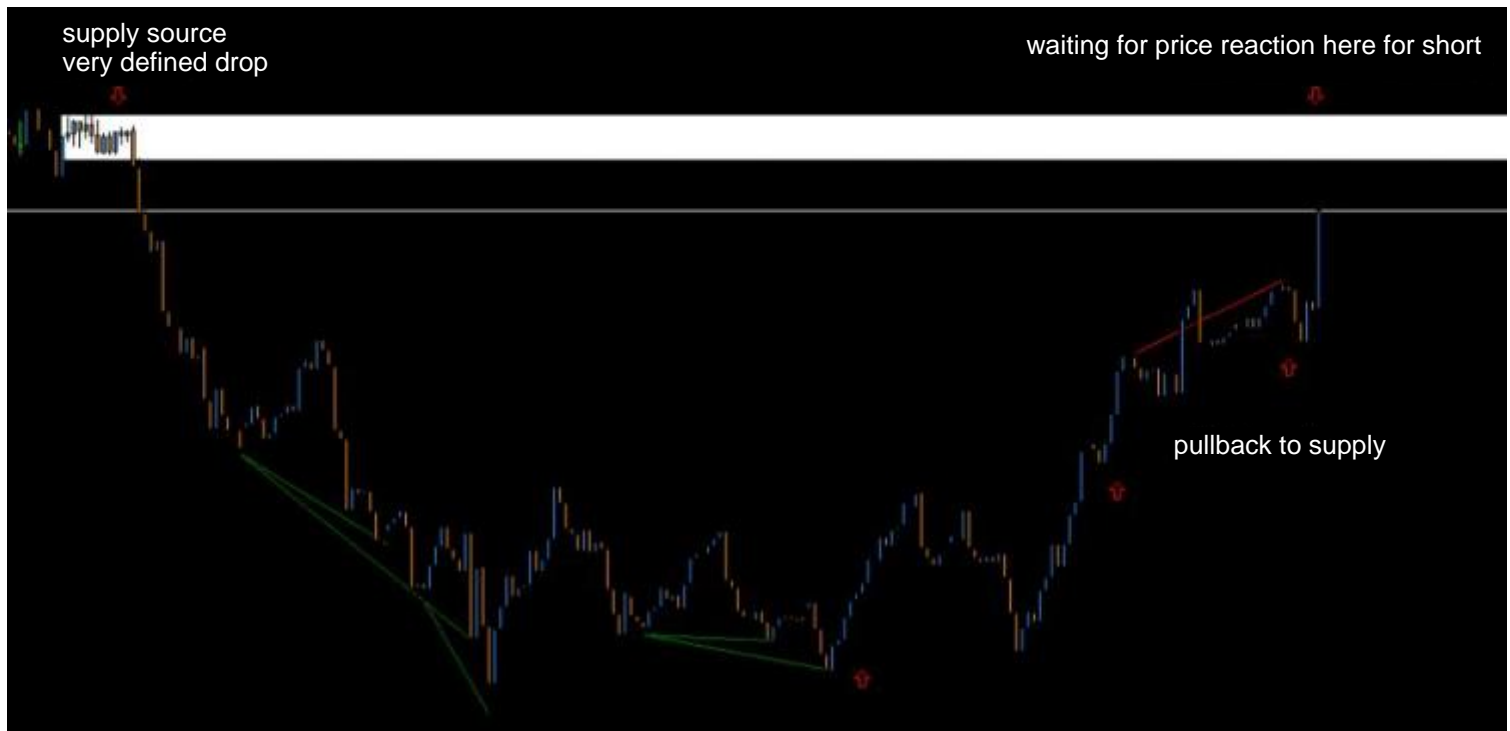 supply source
very defined drop
waiting for price reaction here for short
pullback to supply